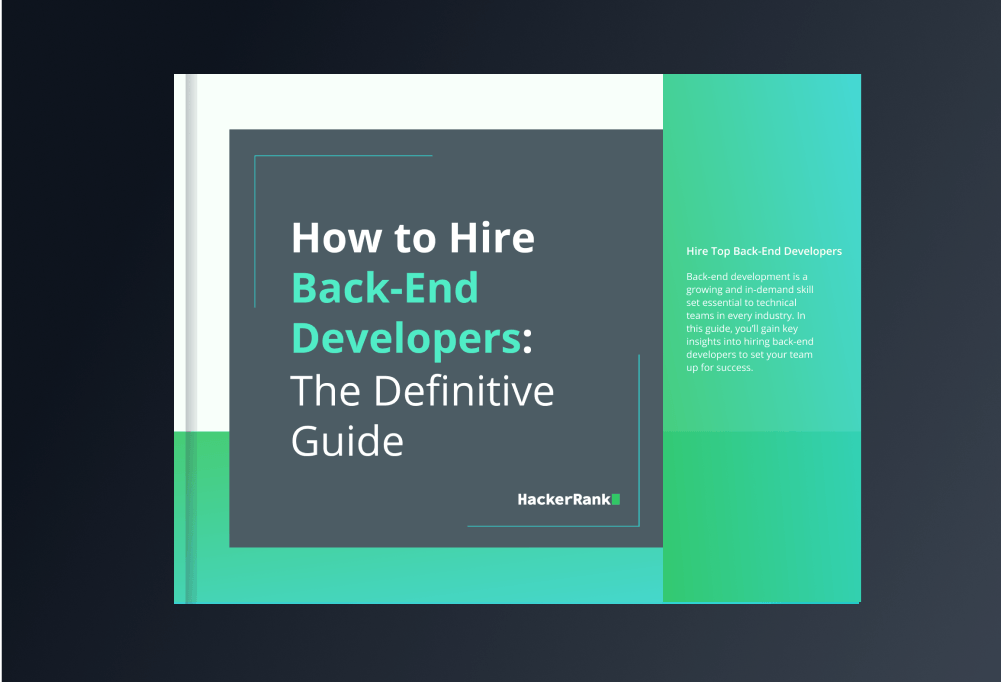 How to Hire
Back-End
Developers:
The Definitive
Guide
HackerRank
Hire Top Back-End Developers
Back-end development is a
growing and in-demand skill
set essential to technical
teams in every industry. In
this guide, you'll gain key
insights into hiring back-end
developers to set your team
up for success.